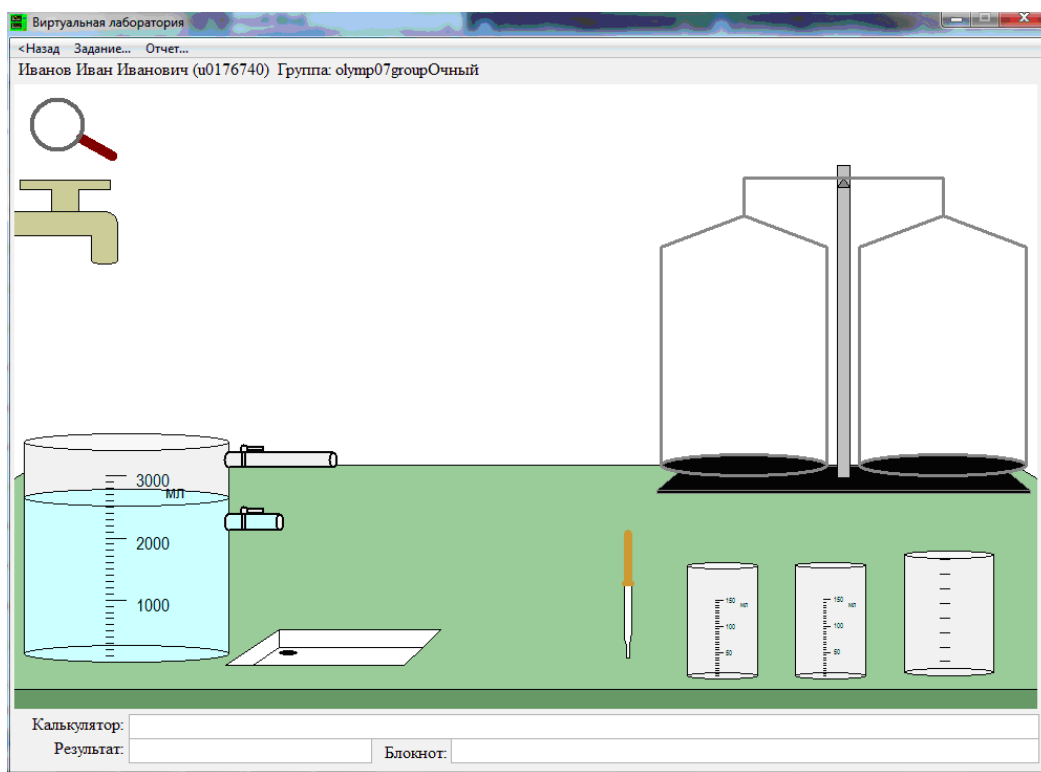 Виртуальная лаборатория
<Назад Задание... Отчет...
Иванов Иван Иванович (u0176740) Группа: olymp07groupОчный
3000
МЛ
2000
1000
150 мл
100
50
150 мл
100
50
Калькулятор:
Результат:
Блокнот: